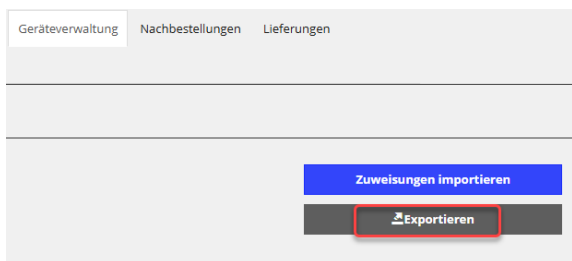 Geräteverwaltung Nachbestellungen Lieferungen
Zuweisungen importieren
Exportieren